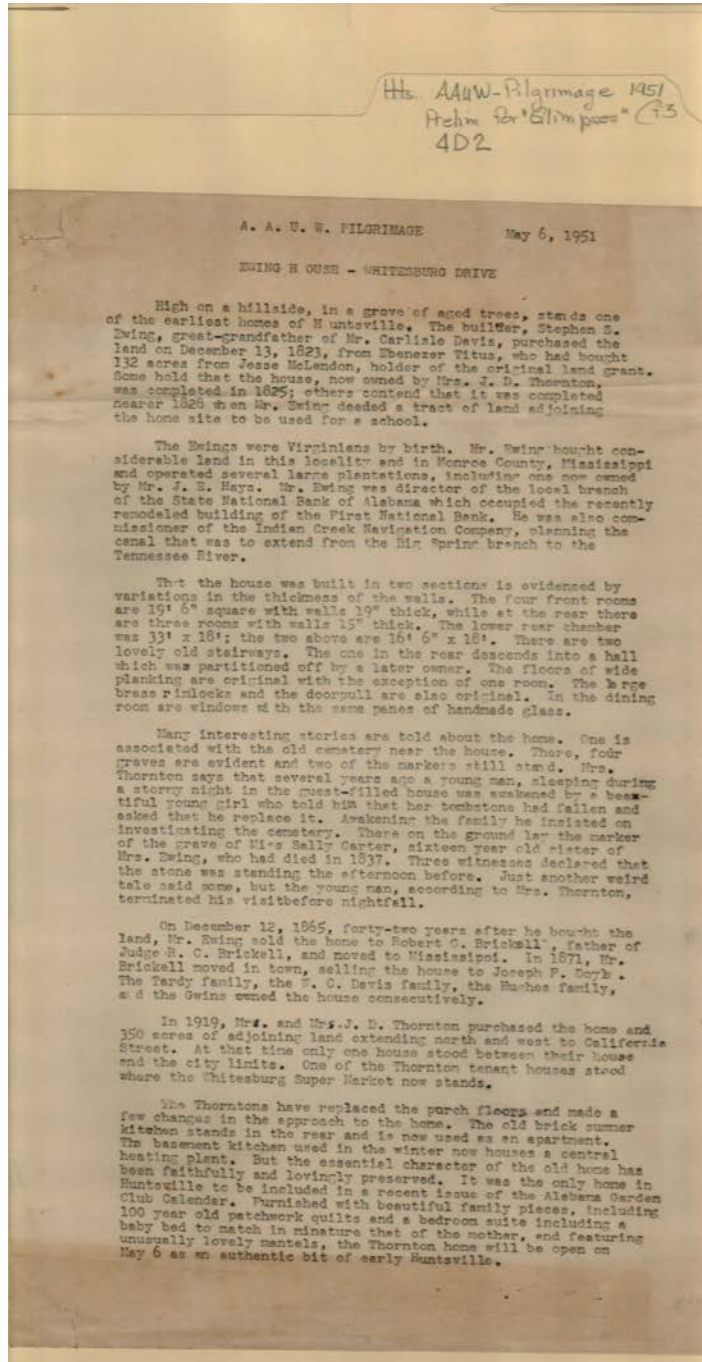 Hts. AAUW-Pilgrimage 1951
Prelim for "Glimpses"
4D2
A. A. U. W. PILGRIMAGE May 6, 1951
EWING H OUSE - WHITESBURG DRIVE
High on a hillside, in a grove of aged trees, stands one
of the earliest homes of H untsville. The builder, Stephen S.
Ewing, great-grandfather of Mr. Carlisle Davis, purchased the
land on December 13, 1823, from Ebenezer Titus, who had bought
132 acres from Jesse McLendon, holder of the original land grant.
Some hold that the house, now owned by Mrs. J. D. Thornton,
was completed in 1825; others contend that it was completed
nearer 1828 when Mr. Ewing deeded a tract of land adjoining
the home site to be used for a school.
The Ewings were Virginians by birth. Mr. Ewing bought con-
siderable land in this locality and in Monroe County, Mississippi
and operated several large plantations, including one now owned
by Mr. J. E. Hays. Mr. Ewing was director of the local branch
of the State National Bank of Alabama which occupied the recently
remodeled building of the First National Bank. He was also com-
missioner of the Indian Creek Navigation Company, planning the
canal that was to extend from the Big Spring branch to the
Tennessee River.
That the house was built in two sections is evidenced by
variations in the thickness of the walls. The four front rooms
are 19' 6" square with walls 19" thick, while at the rear there
are three rooms with walls 15" thick. The lower rear chamber
was 33' x 18'; the two above are 16' 6" x 18'. There are two
lovely old stairways. The one in the rear descends into a hall
which was partitioned off by a later owner. The floors of wide
planking are original with the exception of one room. The large
brass rimlocks and the doorpull are also original. In the dining
room are windows with the same panes of handmade glass.
Many interesting stories are told about the home. One is
associated with the old cemetery near the house. There, four
graves are evident and two of the markers still stand. Mrs.
Thornton says that several years ago a young man, sleeping during
a stormy night in the guest-filled house was awakened by a beau-
tiful young girl who told him that her tombstone had fallen and
asked that he replace it. Awakening the family he insisted on
investigating the cemetery. There on the ground lay the marker
of the grave of Miss Sally Carter, sixteen year old sister of
Mrs. Ewing, who had died in 1837. Three witnesses declared that
the stone was standing the afternoon before. Just another weird
tale said some, but the young man, according to Mrs. Thornton,
terminated his visitbefore nightfall.
On December 12, 1865, forty-two years after he bought the
land, Mr. Ewing sold the home to Robert C. Brickell, father of
Judge R. C. Brickell, and moved to Mississippi. In 1871, Mr.
Brickell moved in town, selling the house to Joseph P. Doyle.
The Tardy family, the W. C. Davis family, the Hughes family,
and the Gwins owned the house consecutively.
In 1919, Mrs. and Mrs.J. D. Thornton purchased the home and
350 acres of adjoining land extending north and west to California
Street. At that time only one house stood between their house
and the city limits. One of the Thornton tenant houses stood
where the Whitesburg Super Market now stands.
The Thorntons have replaced the porch floors and made a
few changes in the approach to the home. The old brick summer
kitchen stands in the rear and is now used as an apartment.
The basement kitchen used in the winter now houses a central
heating plant. But the essential character of the old home has
been faithfully and lovingly preserved. It was the only home in
Huntsville to be included in a recent issue of the Alabama Garden
Club Calendar. Furnished with beautiful family pieces, including
100 year old patchwork quilts and a bedroom suite including a
baby bed to match in minature that of the mother, and featuring
unusually lovely mantels, the Thornton home will be open on
May 6 as an authentic bit of early Huntsville.